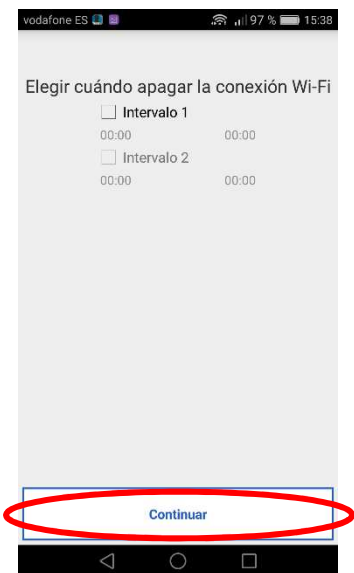 vodafone ES 97 % 15:38
Elegir cuándo apagar la conexión Wi-Fi
Intervalo 1
00:00 00:00
Intervalo 2
00:00 00:00
Continuar